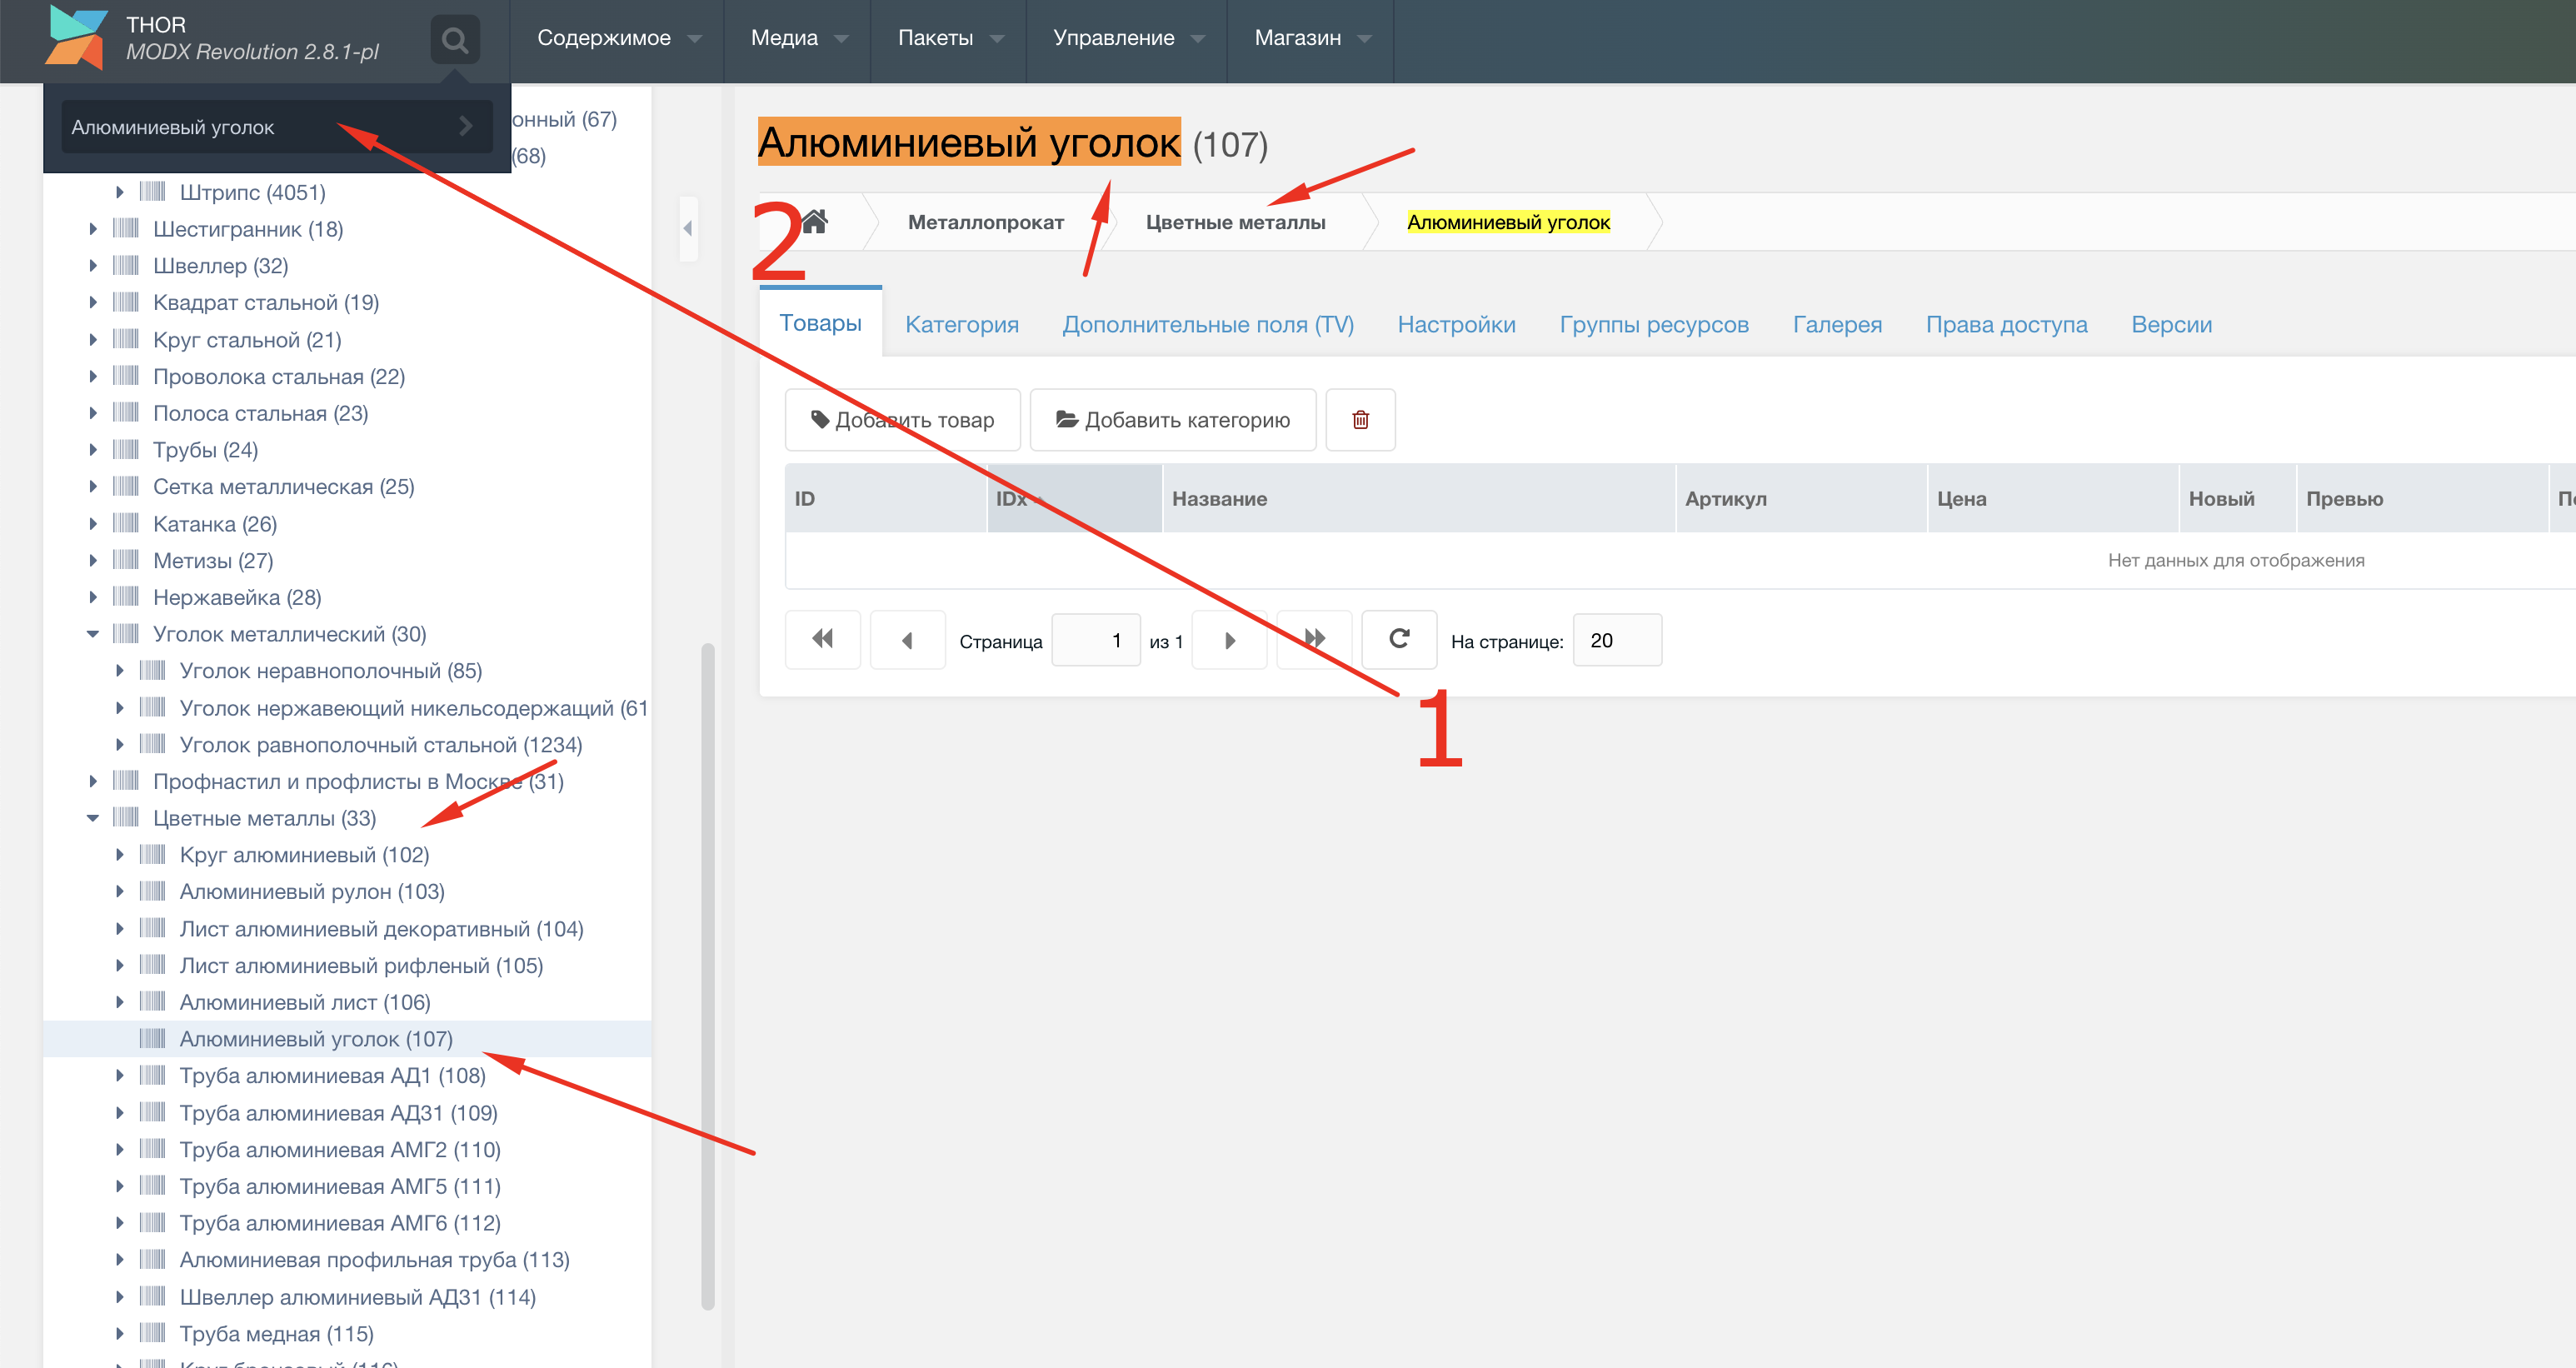 THOR
MODX Revolution 2.8.1-pl
Содержимое
Медиа
Пакеты
Управление
Магазин
Алюминиевый уголок
онный (67)
(68)
Штрипс (4051)
Шестигранник (18)
Швеллер (32)
Квадрат стальной (19)
Круг стальной (21)
Проволока стальная (22)
Полоса стальная (23)
Трубы (24)
Сетка металлическая (25)
Катанка (26)
Метизы (27)
Нержавейка (28)
Уголок металлический (30)
Уголок неравнополочный (85)
Уголок нержавеющий никельсодержащий (61
Уголок равнополочный стальной (1234)
Профнастил и профлисты в Москве (31)
Цветные металлы (33)
Круг алюминиевый (102)
Алюминиевый рулон (103)
Лист алюминиевый декоративный (104)
Лист алюминиевый рифленый (105)
Алюминиевый лист (106)
Алюминиевый уголок (107)
Труба алюминиевая АД1 (108)
Труба алюминиевая АД31 (109)
Труба алюминиевая АМГ2 (110)
Труба алюминиевая АМГ5 (111)
Труба алюминиевая АМГ6 (112)
Алюминиевая профильная труба (113)
Швеллер алюминиевый АД31 (114)
Труба медная (115)
Алюминиевый уголок (107)
2
Металлопрокат
Цветные металлы
Алюминиевый уголок
Товары
Категория
Дополнительные поля (TV)
Настройки
Группы ресурсов
Галерея
Права доступа
Версии
Добавить товар
Добавить категорию
ID
IDx
Название
Артикул
Цена
Новый
Превью
Нет данных для отображения
Страница 1 из 1
На странице: 20
1